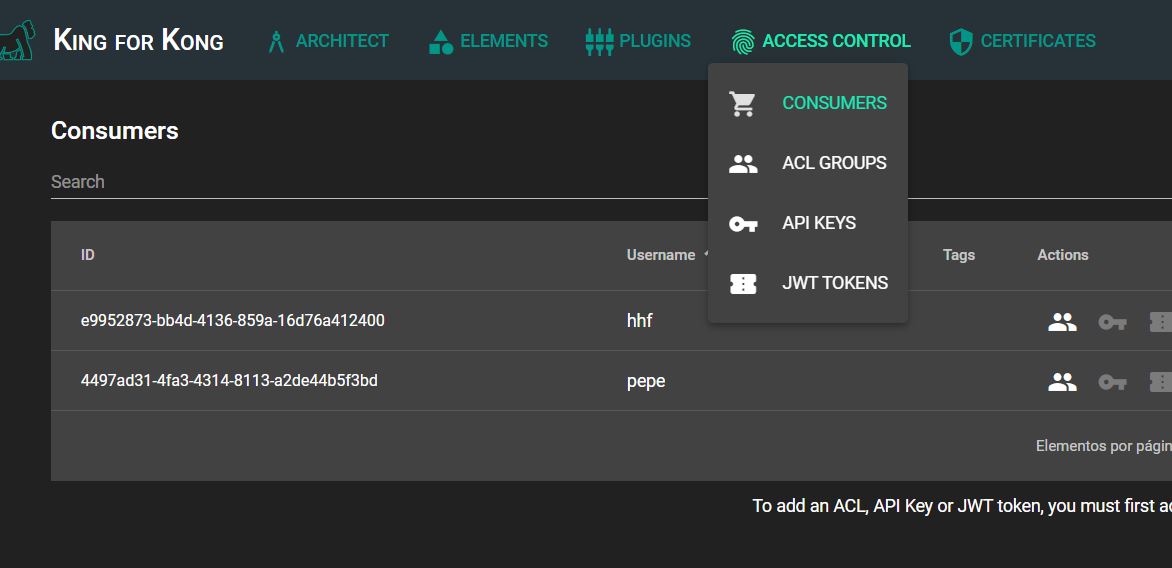 KING FOR KONG ARCHITECT ELEMENTS PLUGINS ACCESS CONTROL CERTIFICATES
CONSUMERS
ACL GROUPS
API KEYS
JWT TOKENS
Consumers
Search
ID Username Tags Actions
e9952873-bb4d-4136-859a-16d76a412400 hhf
4497ad31-4fa3-4314-8113-a2de44b5f3bd pepe
Elementos por págin
To add an ACL, API Key or JWT token, you must first